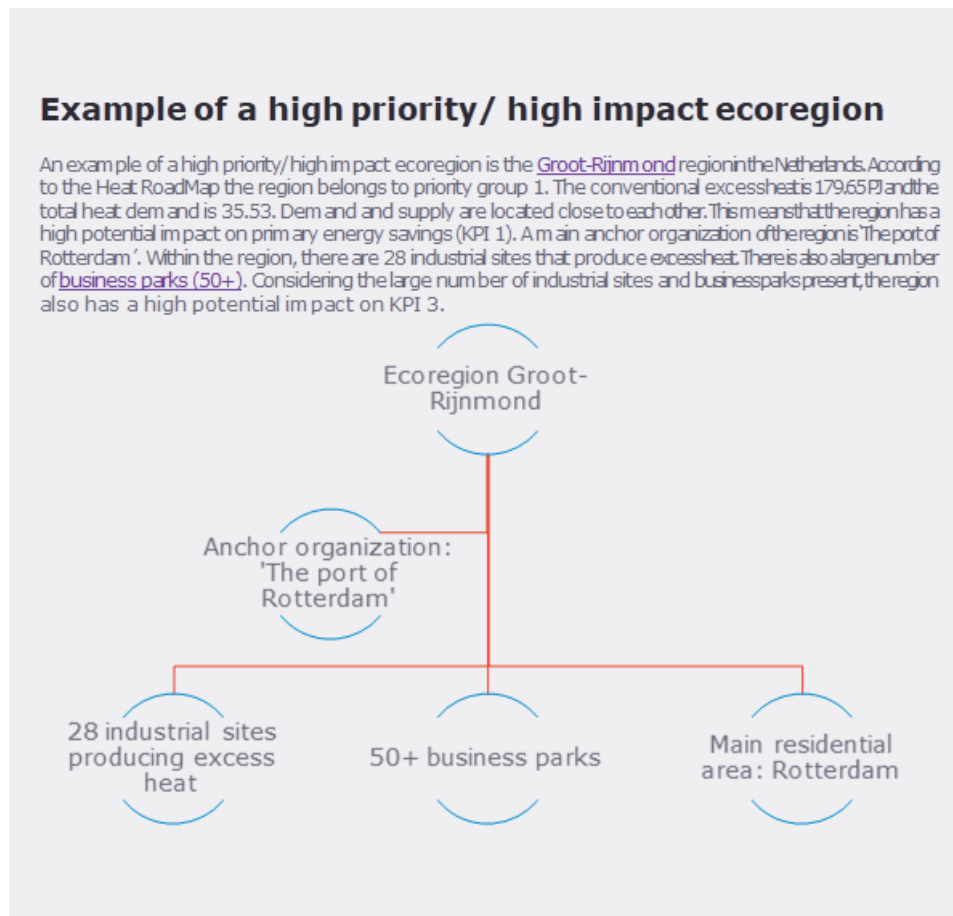 Example of a high priority/ high impact ecoregion
An example of a high priority/high impact ecoregion is the Groot-Rijnmond region in the Netherlands. According
to the Heat RoadMap the region belongs to priority group 1. The conventional excess heat is 179.65 PJ and the
total heat demand is 35.53. Demand and supply are located close to each other. This means that the region has a
high potential impact on primary energy savings (KPI 1). A main anchor organization of the region is 'The port of
Rotterdam'. Within the region, there are 28 industrial sites that produce excess heat. There is also a large number
of business parks (50+). Considering the large number of industrial sites and business parks present, the region
also has a high potential impact on KPI 3.
Ecoregion Groot-
Rijnmond
Anchor organization:
'The port of
Rotterdam'
28 industrial sites
producing excess
heat
50+ business parks
Main residential
area: Rotterdam